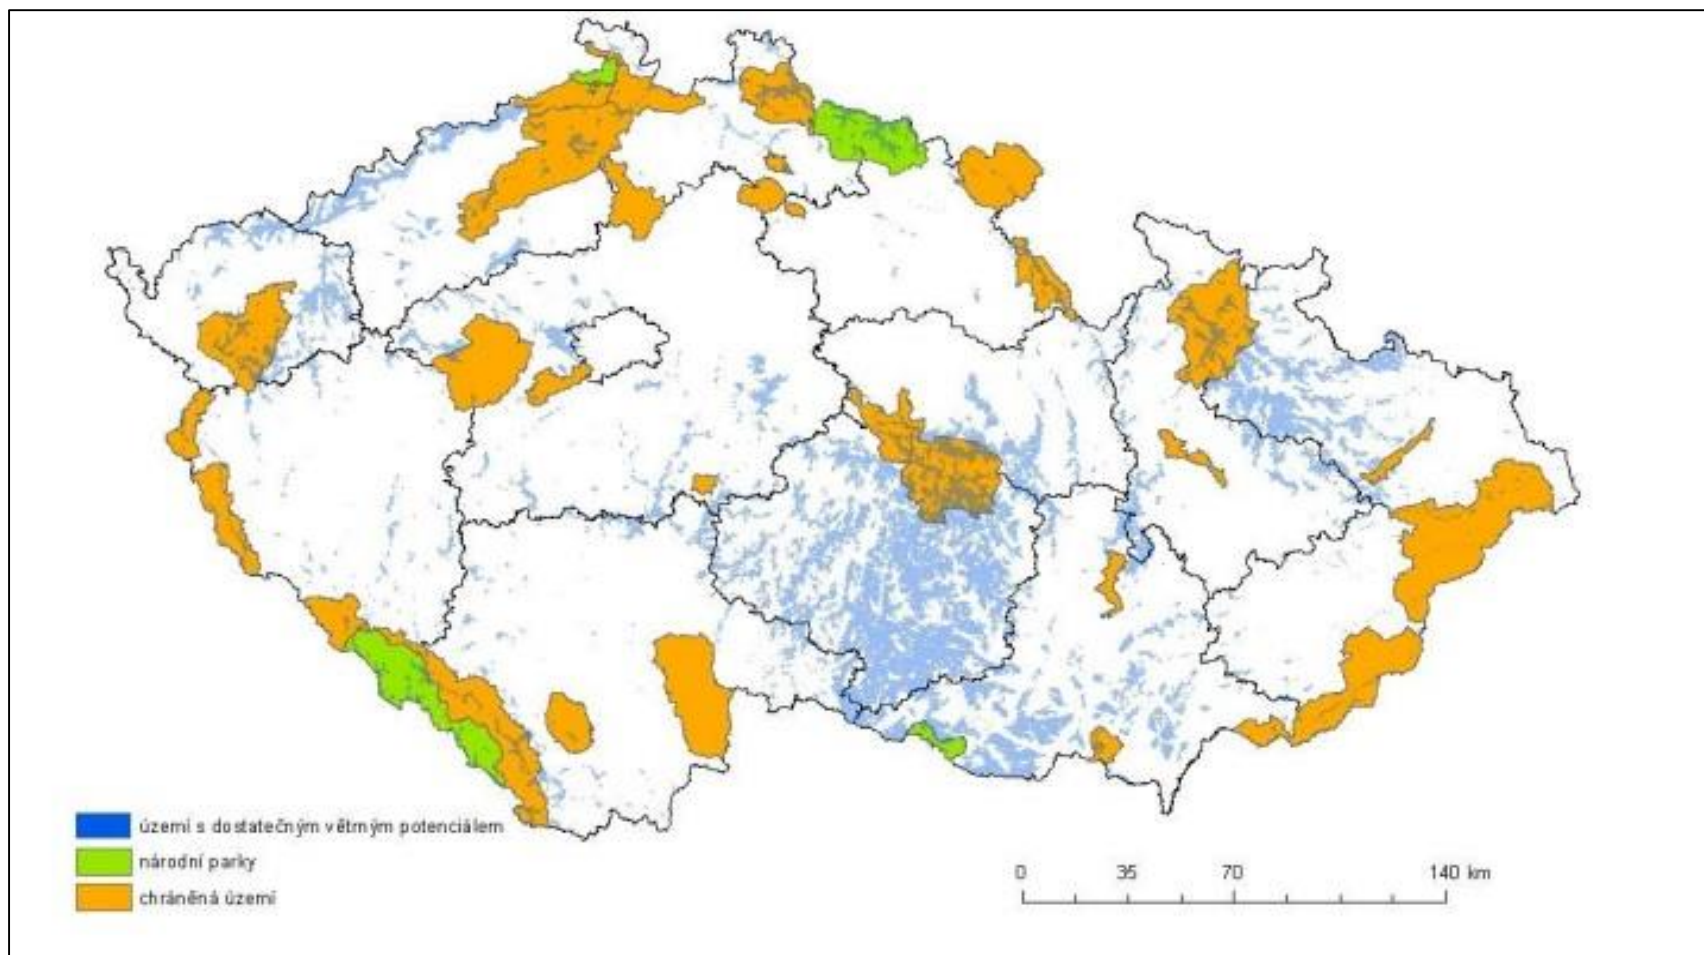 území s dostatečným větrným potenciálem
národní parky
chráněná území
0 35 70 140 km